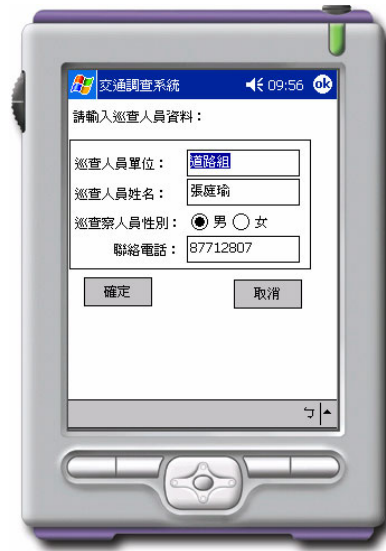 交通調查系統 09:56 ok
請輸入巡查人員資料：
巡查人員單位： 道路組
巡查人員姓名： 張庭瑜
巡查察人員性別： 男 女
聯絡電話： 87712807
確定 取消
ㄅ